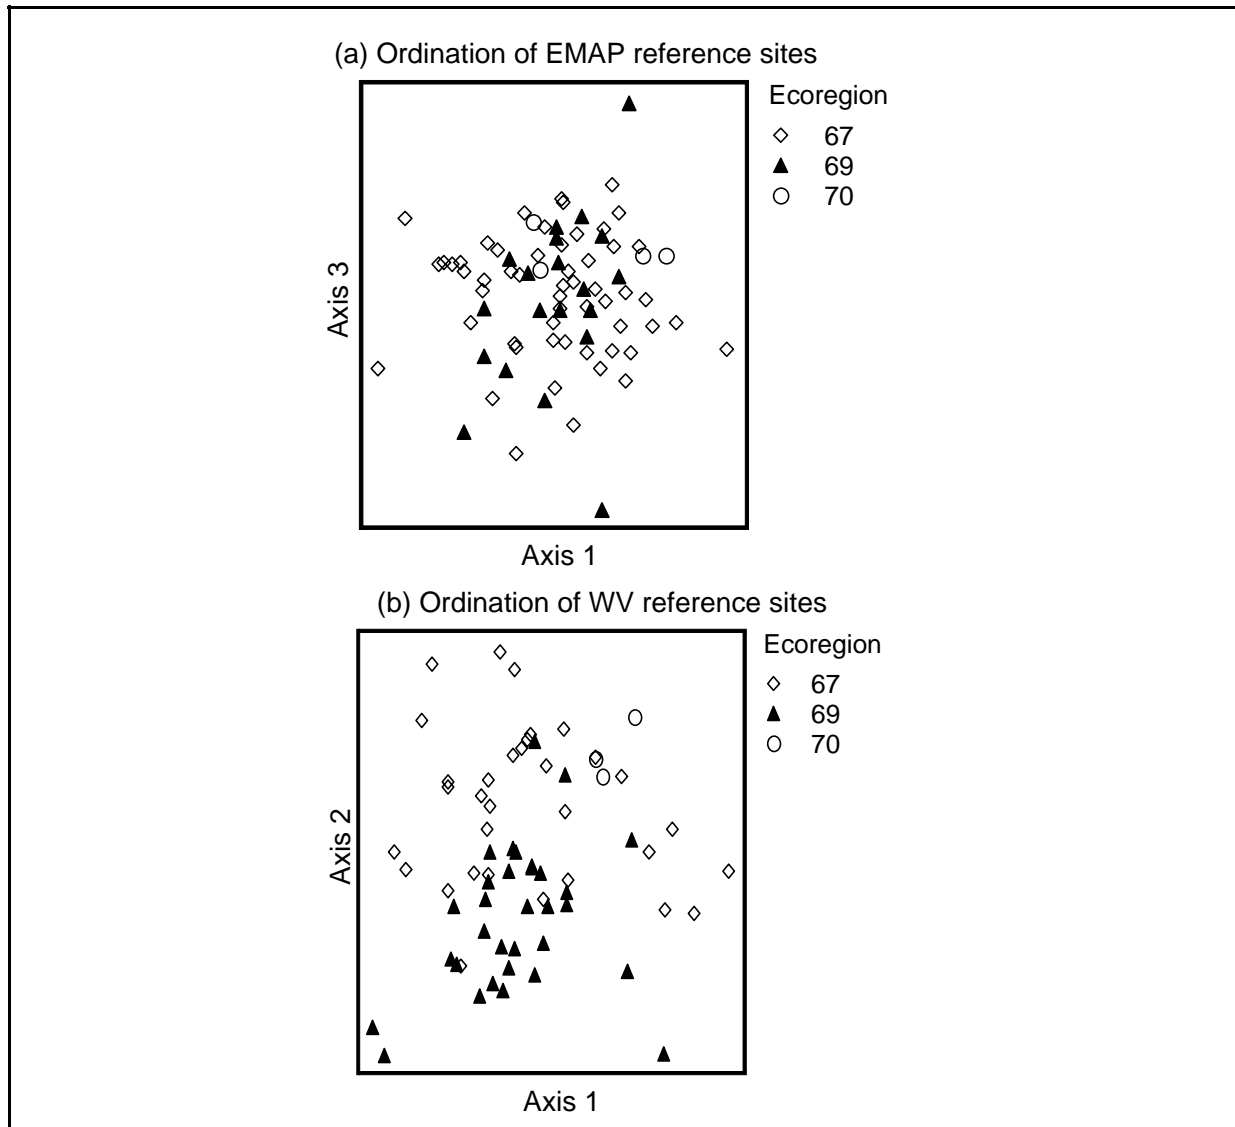 (a) Ordination of EMAP reference sites
Ecoregion
67
69
70
Axis 3
Axis 1
(b) Ordination of WV reference sites
Ecoregion
67
69
70
Axis 2
Axis 1